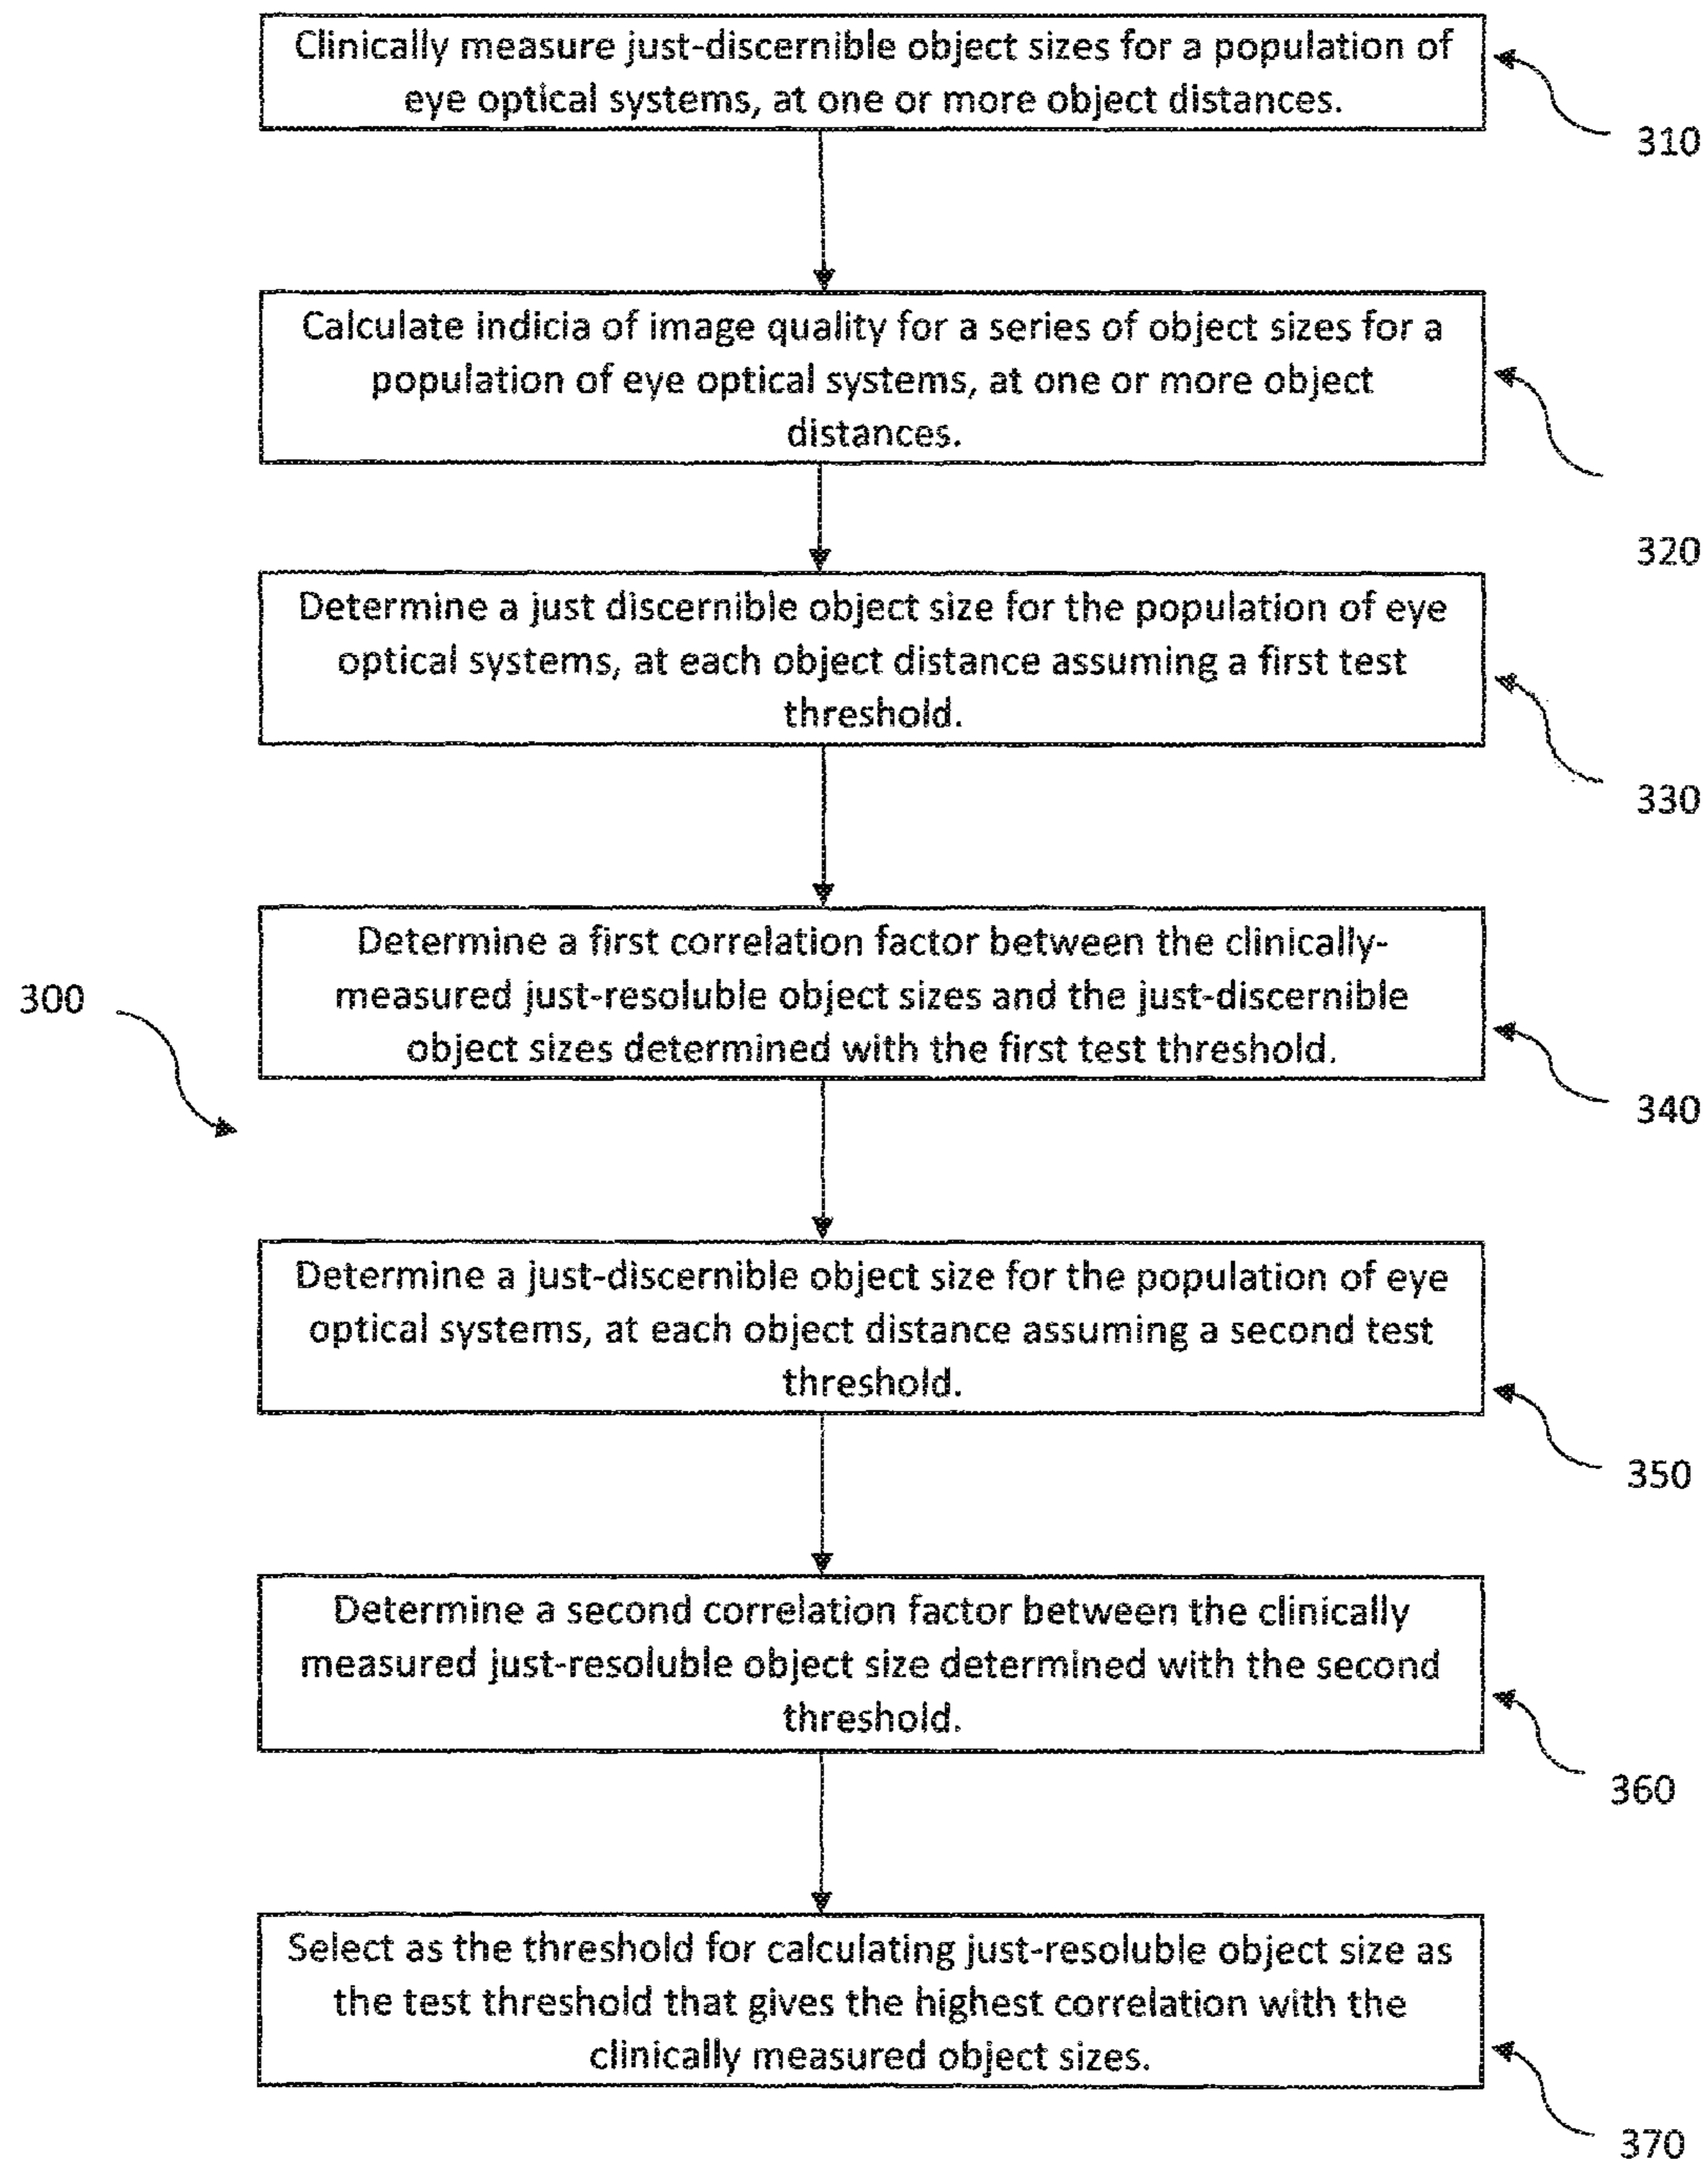 Clinically measure just-discernible object sizes for a population of
eye optical systems, at one or more object distances.
310
Calculate indicia of image quality for a series of object sizes for a
population of eye optical systems, at one or more object
distances.
320
Determine a just discernible object size for the population of eye
optical systems, at each object distance assuming a first test
threshold.
330
Determine a first correlation factor between the clinically-
measured just-resoluble object sizes and the just-discernible
object sizes determined with the first test threshold.
300
340
Determine a just-discernible object size for the population of eye
optical systems, at each object distance assuming a second test
threshold.
350
Determine a second correlation factor between the clinically
measured just-resoluble object size determined with the second
threshold.
360
Select as the threshold for calculating just-resoluble object size as
the test threshold that gives the highest correlation with the
clinically measured object sizes.
370